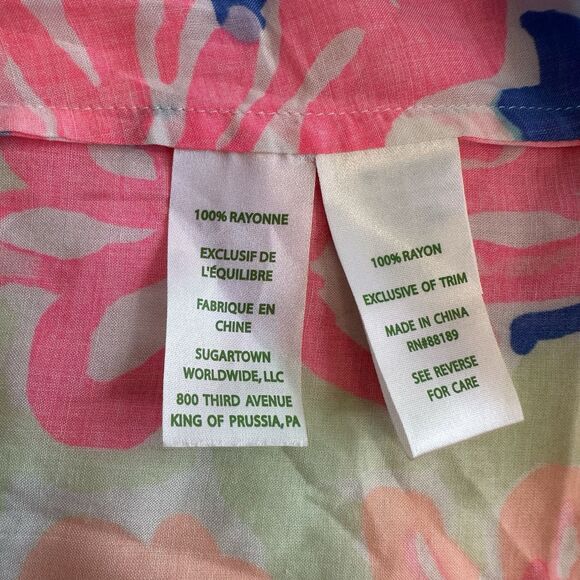 100% RAYONNE
EXCLUSIF DE
L'ÉQUILIBRE
FABRIQUE EN
CHINE
SUGARTOWN
WORLDWIDE, LLC
800 THIRD AVENUE
KING OF PRUSSIA, PA
100% RAYON
EXCLUSIVE OF TRIM
MADE IN CHINA
RN#88189
SEE REVERSE
FOR CARE